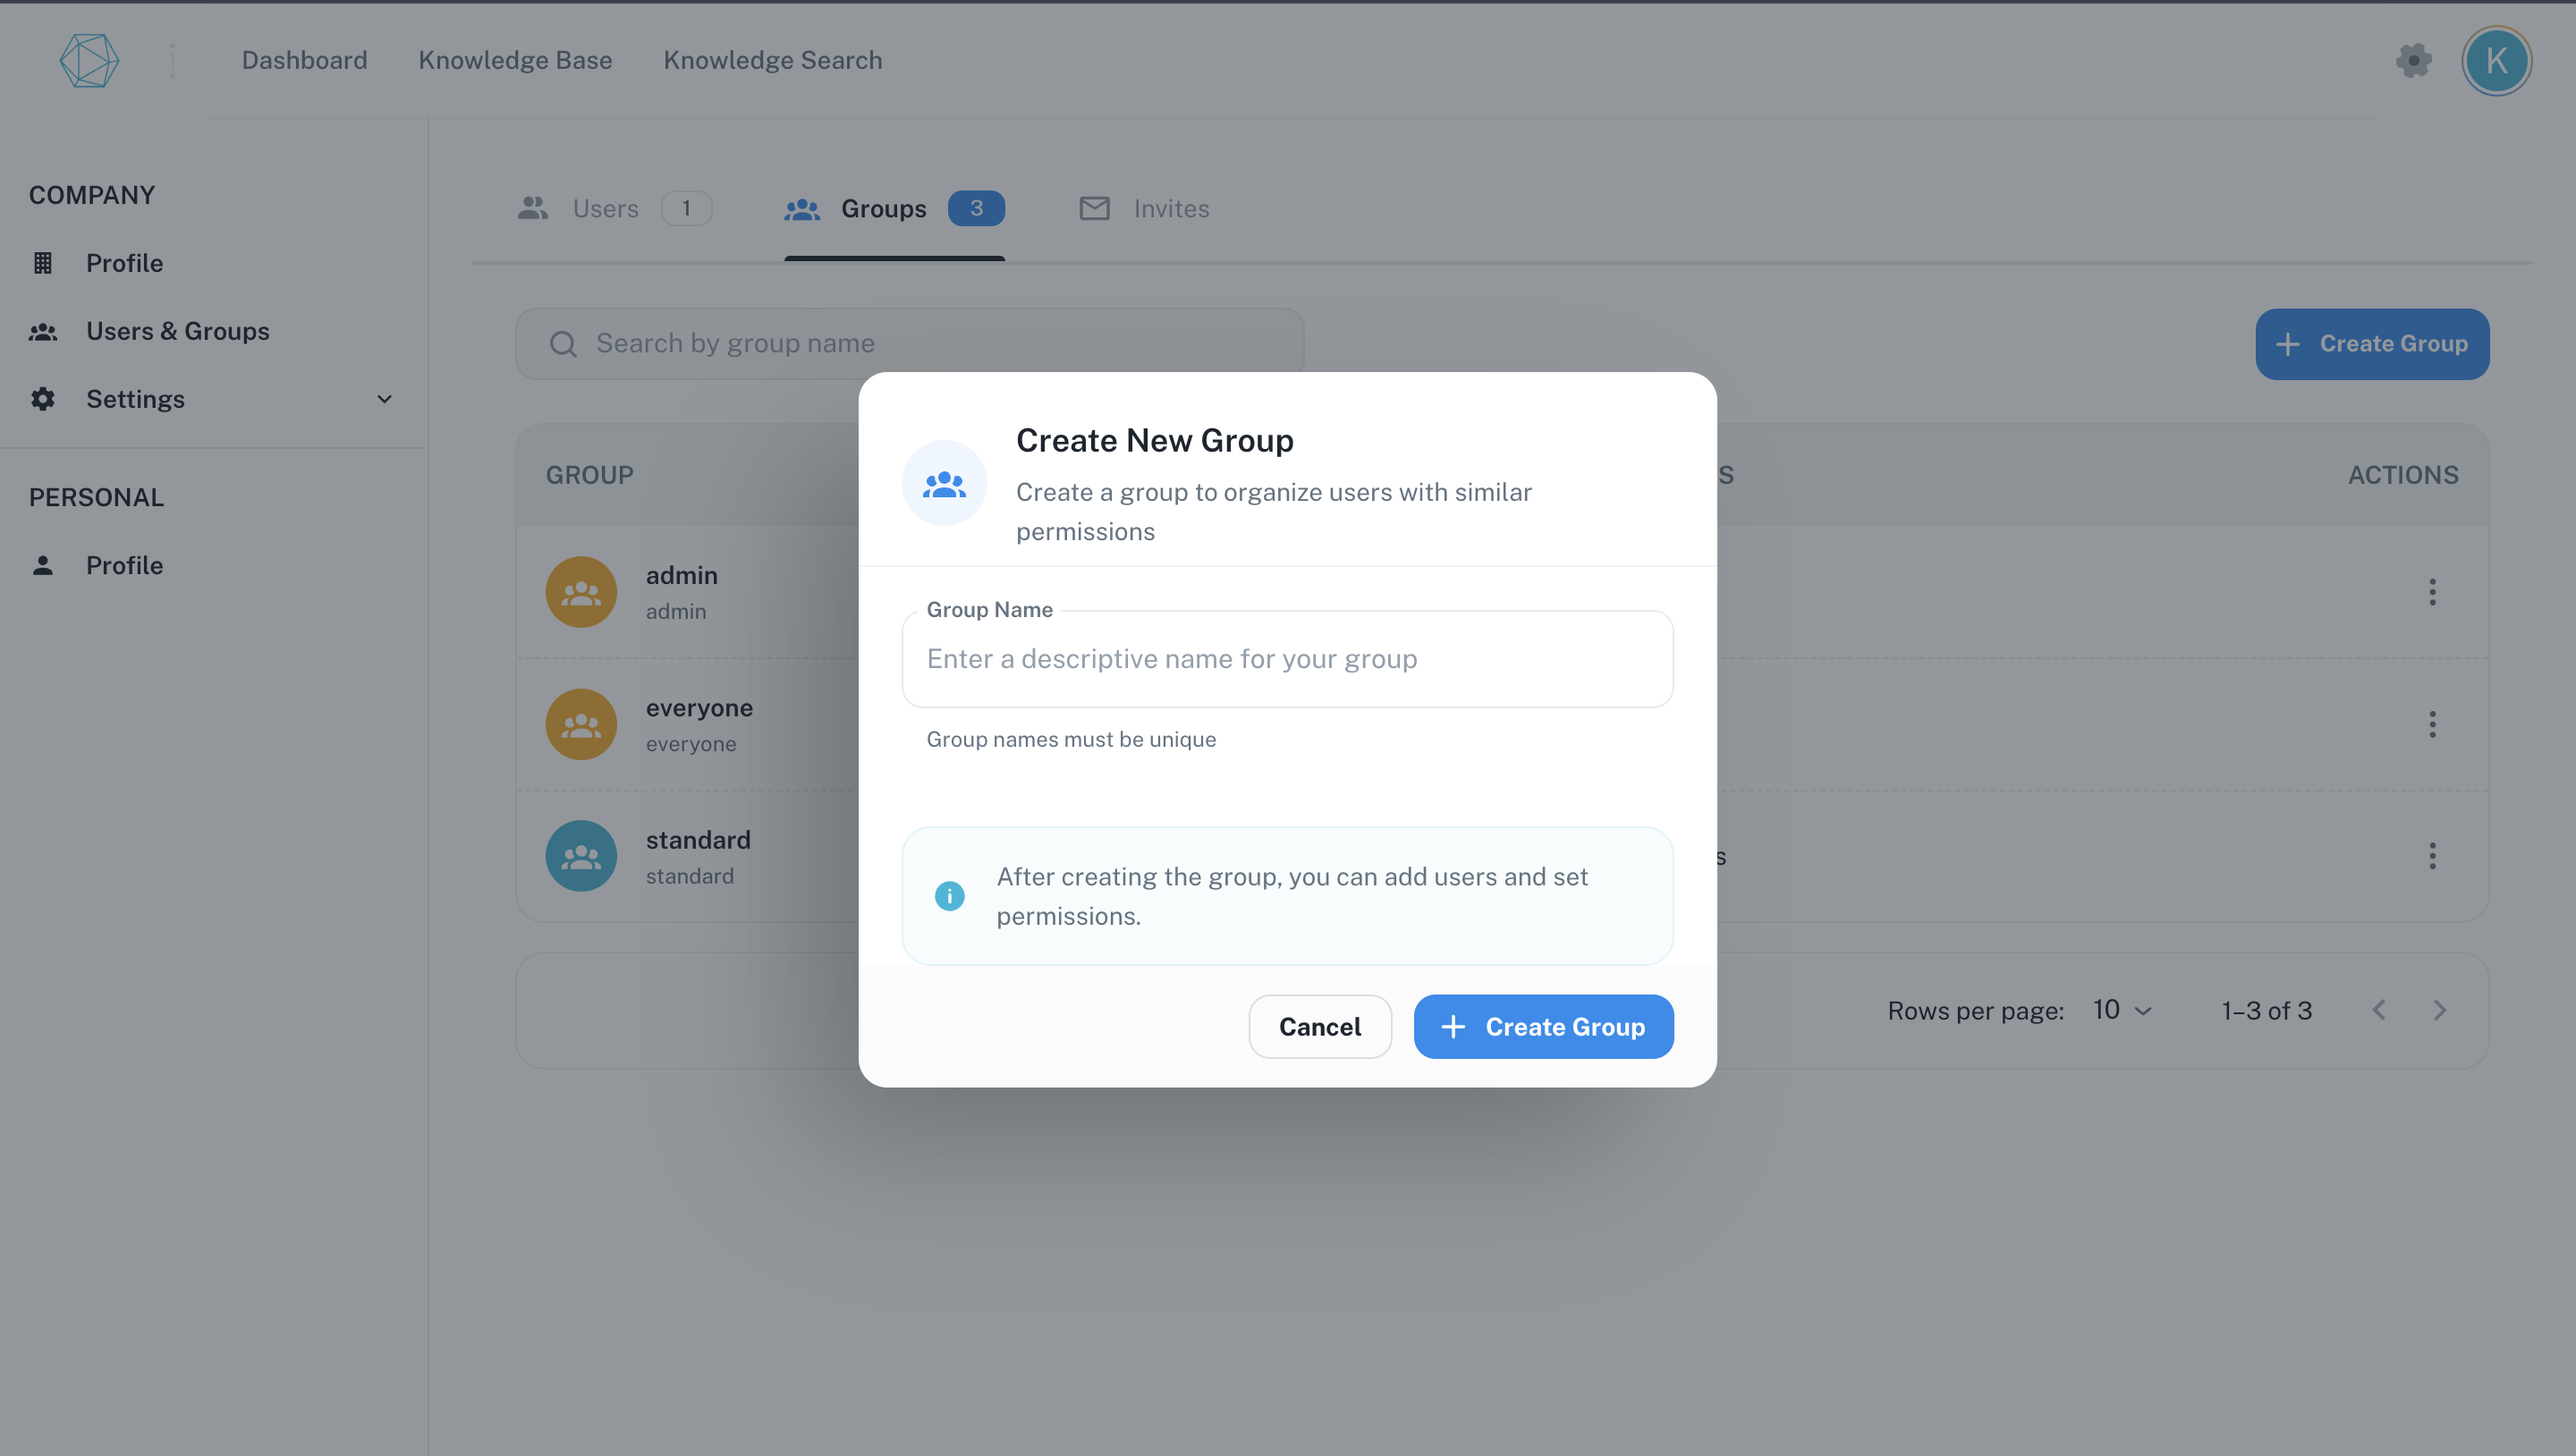 Dashboard
Knowledge Base
Knowledge Search
K
COMPANY
Profile
Users & Groups
Settings
PERSONAL
Profile
Users 1
Groups 3
Invites
Search by group name
Create Group
GROUP
S
ACTIONS
admin
admin
everyone
everyone
standard
standard
s
Rows per page: 10
1–3 of 3
Create New Group
Create a group to organize users with similar
permissions
Group Name
Enter a descriptive name for your group
Group names must be unique
After creating the group, you can add users and set
permissions.
Cancel
Create Group